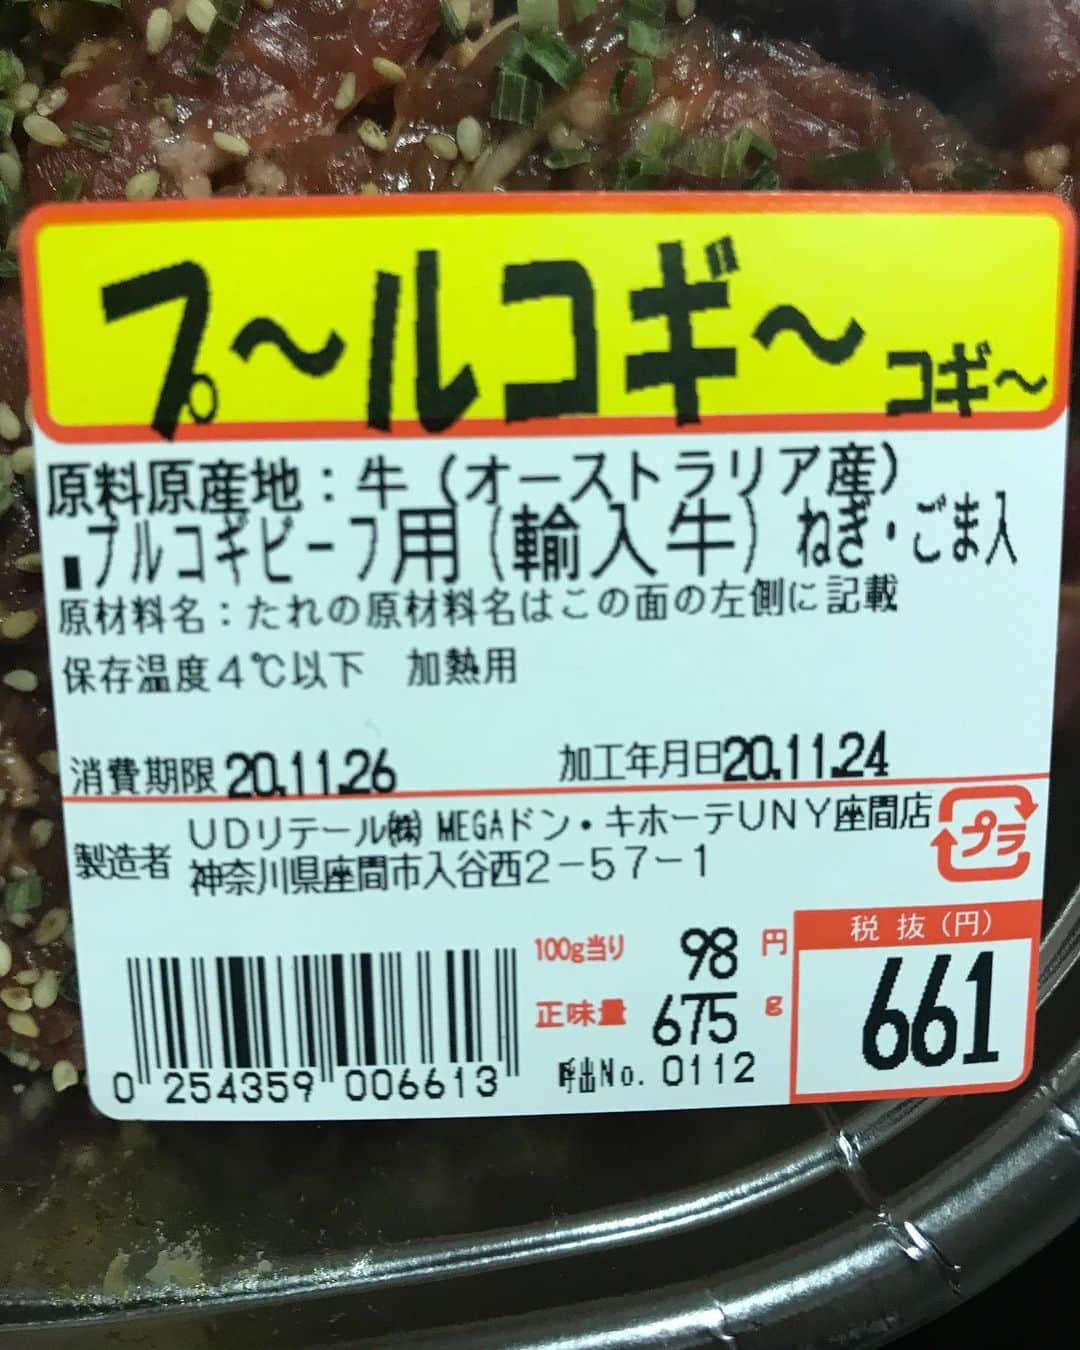 プ～ルコギ～コギ～
原料原産地：牛（オーストラリア産）
■プルコギビーフ用（輸入牛）ねぎ・ごま入
原材料名：たれの原材料名はこの面の左側に記載
保存温度４℃以下　加熱用
消費期限 20.11.26 加工年月日 20.11.24
製造者 ＵＤリテール㈱ MEGAドン・キホーテＵＮＹ座間店
神奈川県座間市入谷西２－５７－１
プラ
100g当り 98 円
正味量 675 g
呼出No. 0112
税抜(円)
661
0 254359 006613